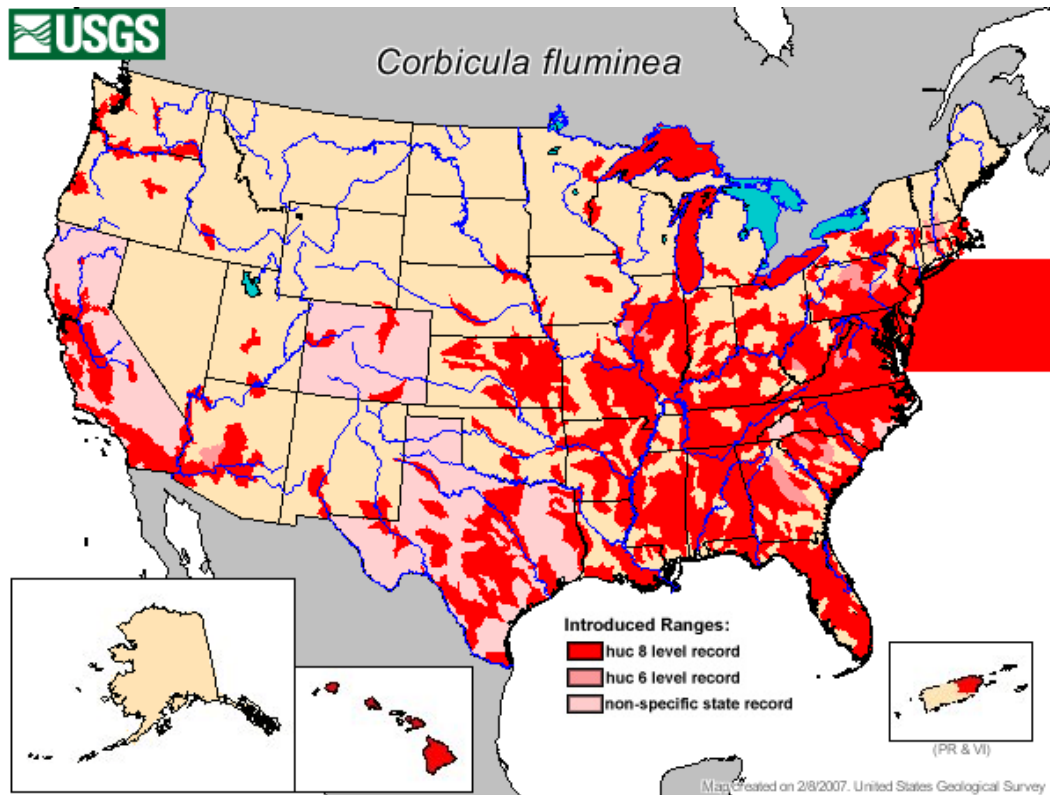 USGS
Corbicula fluminea
Introduced Ranges:
huc 8 level record
huc 6 level record
non-specific state record
(PR & VI)
Map created on 2/8/2007. United States Geological Survey